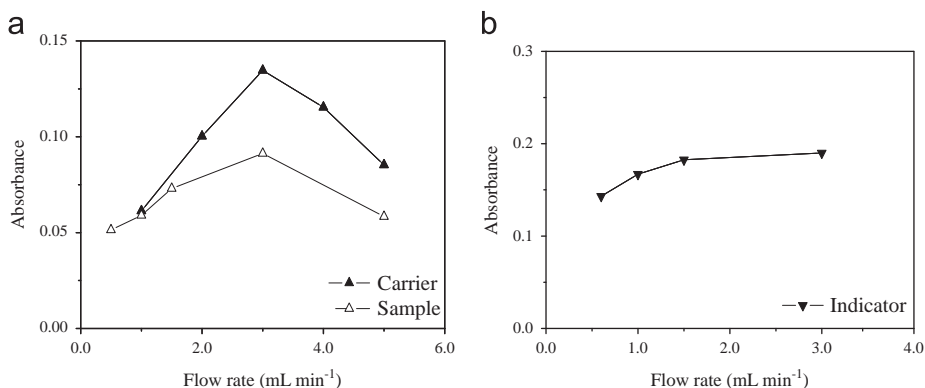 a
0.15
0.10
0.05
0.00
Absorbance
0.0
2.0
4.0
6.0
Flow rate (mL min⁻¹)
Carrier
Sample
b
0.3
0.2
0.1
0.0
Absorbance
0.0
1.0
2.0
3.0
4.0
Flow rate (mL min⁻¹)
Indicator